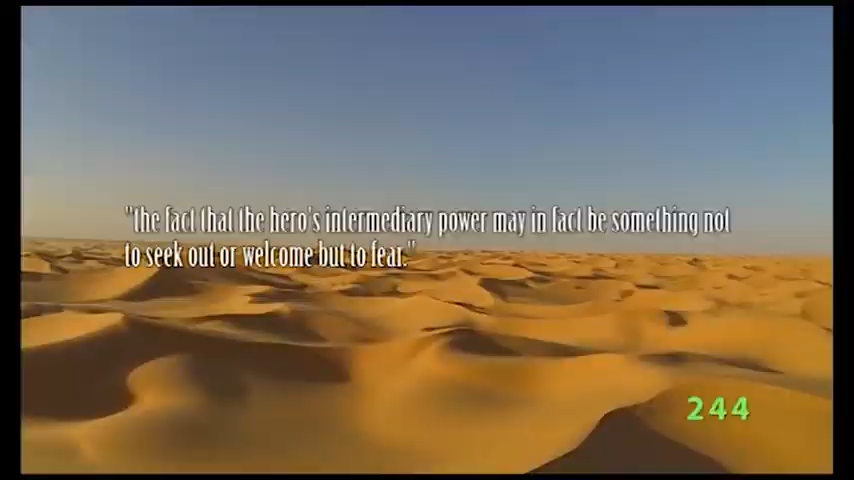 "the fact that the hero's intermediary power may in fact be something not
to seek out or welcome but to fear."
244